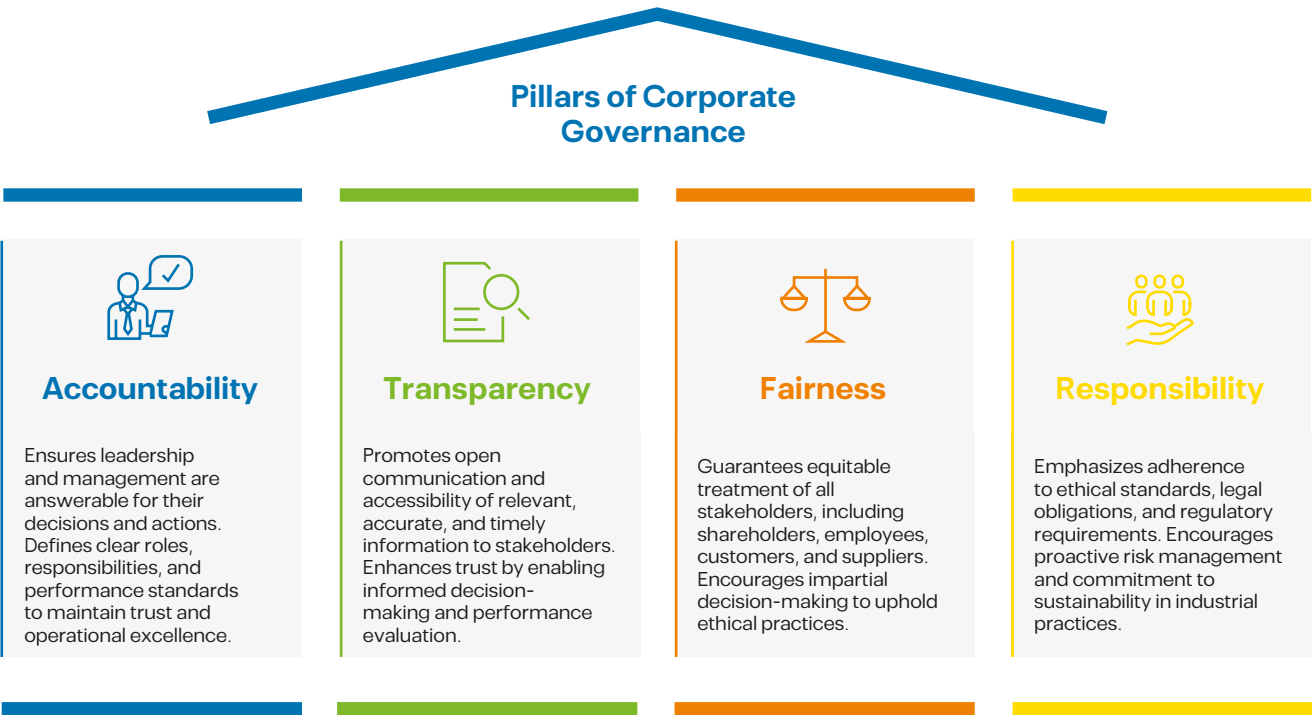 Pillars of Corporate
Governance
Accountability
Ensures leadership
and management are
answerable for their
decisions and actions.
Defines clear roles,
responsibilities, and
performance standards
to maintain trust and
operational excellence.
Transparency
Promotes open
communication and
accessibility of relevant,
accurate, and timely
information to stakeholders.
Enhances trust by enabling
informed decision-
making and performance
evaluation.
Fairness
Guarantees equitable
treatment of all
stakeholders, including
shareholders, employees,
customers, and suppliers.
Encourages impartial
decision-making to uphold
ethical practices.
Responsibility
Emphasizes adherence
to ethical standards, legal
obligations, and regulatory
requirements. Encourages
proactive risk management
and commitment to
sustainability in industrial
practices.